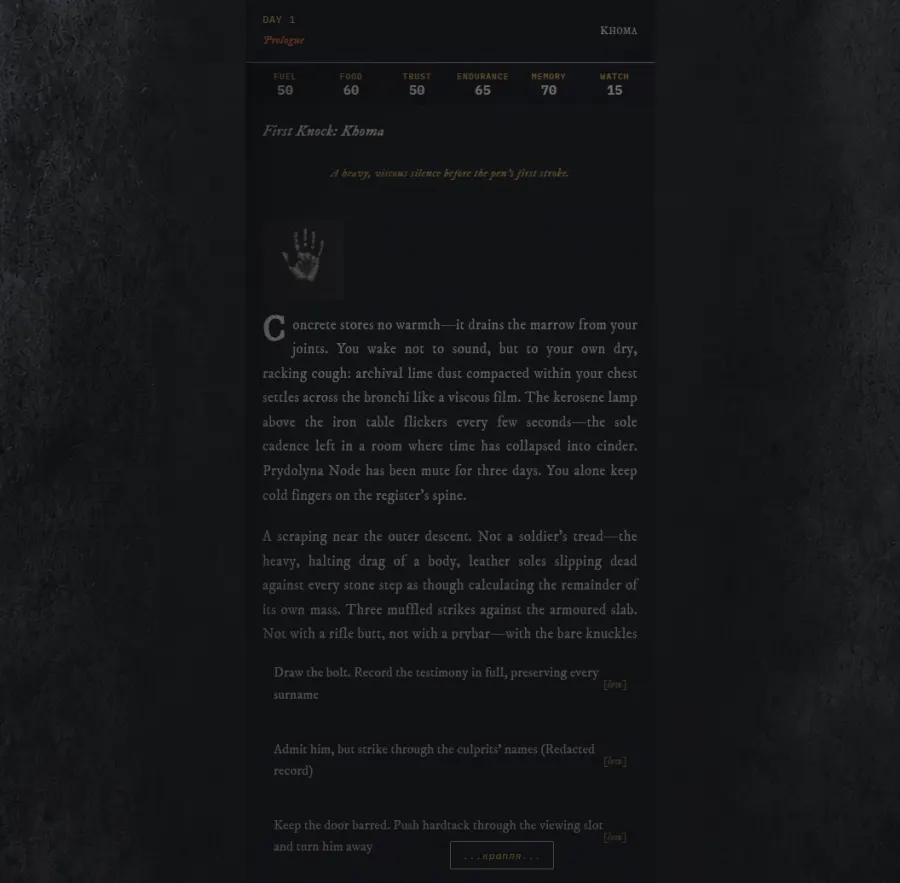 DAY 1
Prologue
Khoma
FUEL FOOD TRUST ENDURANCE MEMORY WATCH
50 60 50 65 70 15
First Knock: Khoma
A heavy, viscous silence before the pen's first stroke.
Concrete stores no warmth—it drains the marrow from your
joints. You wake not to sound, but to your own dry,
racking cough: archival lime dust compacted within your chest
settles across the bronchi like a viscous film. The kerosene lamp
above the iron table flickers every few seconds—the sole
cadence left in a room where time has collapsed into cinder.
Prydolyna Node has been mute for three days. You alone keep
cold fingers on the register's spine.
A scraping near the outer descent. Not a soldier's tread—the
heavy, halting drag of a body, leather soles slipping dead
against every stone step as though calculating the remainder of
its own mass. Three muffled strikes against the armoured slab.
Not with a rifle butt, not with a prybar—with the bare knuckles
Draw the bolt. Record the testimony in full, preserving every
surname
Admit him, but strike through the culprits' names (Redacted
record)
Keep the door barred. Push hardtack through the viewing slot
and turn him away
...крапля...